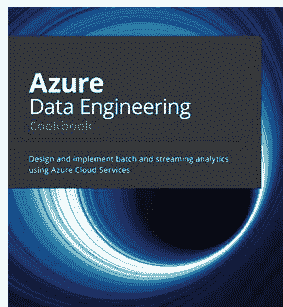 Azure
Data Engineering
Cookbook
Design and implement batch and streaming analytics
using Azure Cloud Services